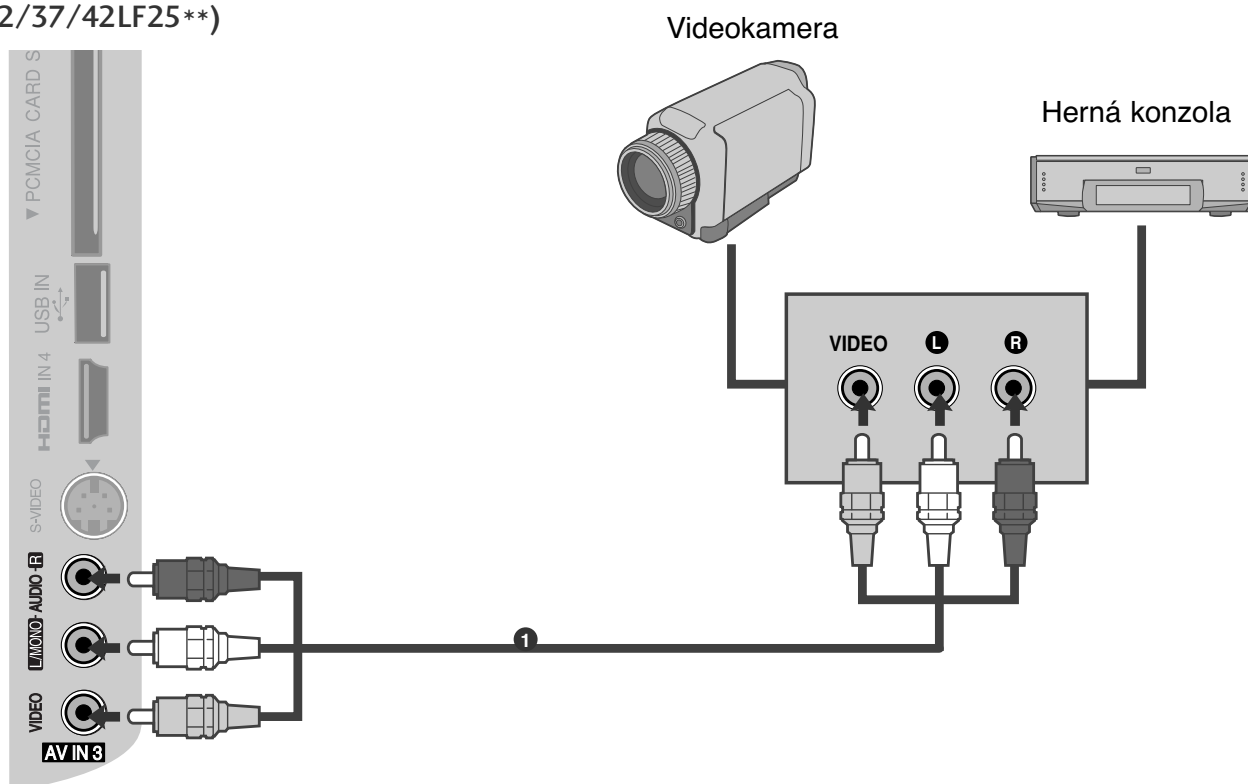 2/37/42LF25**)
Videokamera
Herná konzola
▼ PCMCIA CARD S
USB IN
HDMI IN 4
S-VIDEO
L/MONO - AUDIO - R
VIDEO
AV IN 3
VIDEO L R
1